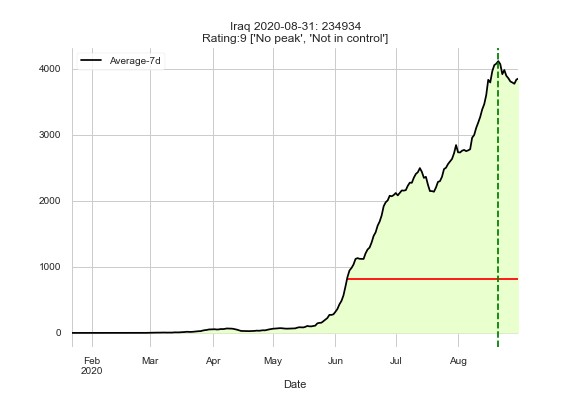 Iraq 2020-08-31: 234934
Rating:9 ['No peak', 'Not in control']
Average-7d
4000
3000
2000
1000
0
Feb
2020
Mar
Apr
May
Jun
Jul
Aug
Date